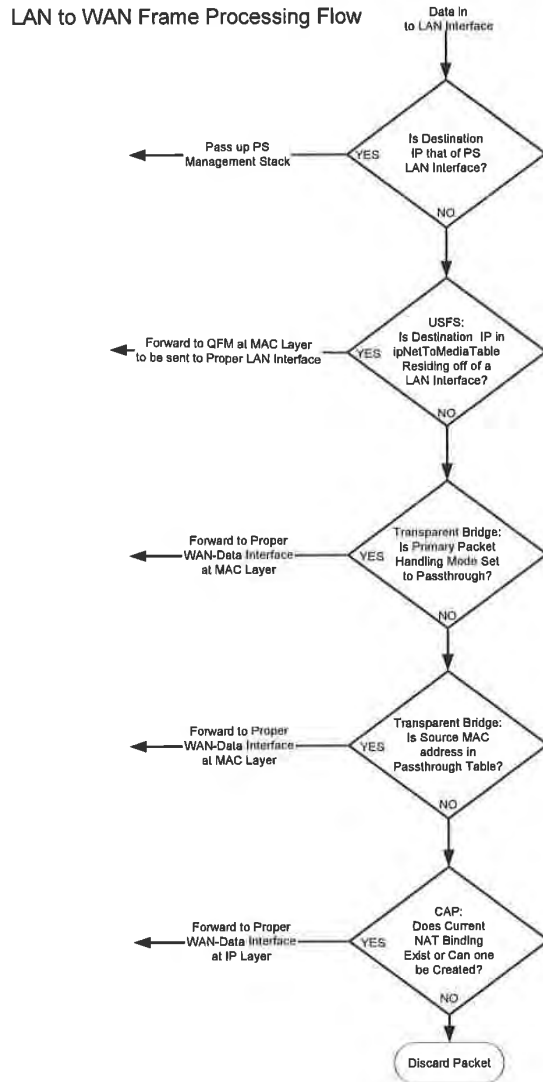 LAN to WAN Frame Processing Flow
Data In
to LAN Interface
Is Destination
IP that of PS
LAN Interface?
YES
Pass up PS
Management Stack
NO
USFS:
Is Destination IP in
ipNetToMediaTable
Residing off of a
LAN Interface?
YES
Forward to QFM at MAC Layer
to be sent to Proper LAN Interface
NO
Transparent Bridge:
Is Primary Packet
Handling Mode Set
to Passthrough?
YES
Forward to Proper
WAN-Data Interface
at MAC Layer
NO
Transparent Bridge:
Is Source MAC
address in
Passthrough Table?
YES
Forward to Proper
WAN-Data Interface
at MAC Layer
NO
CAP:
Does Current
NAT Binding
Exist or Can one
be Created?
YES
Forward to Proper
WAN-Data Interface
at IP Layer
NO
Discard Packet